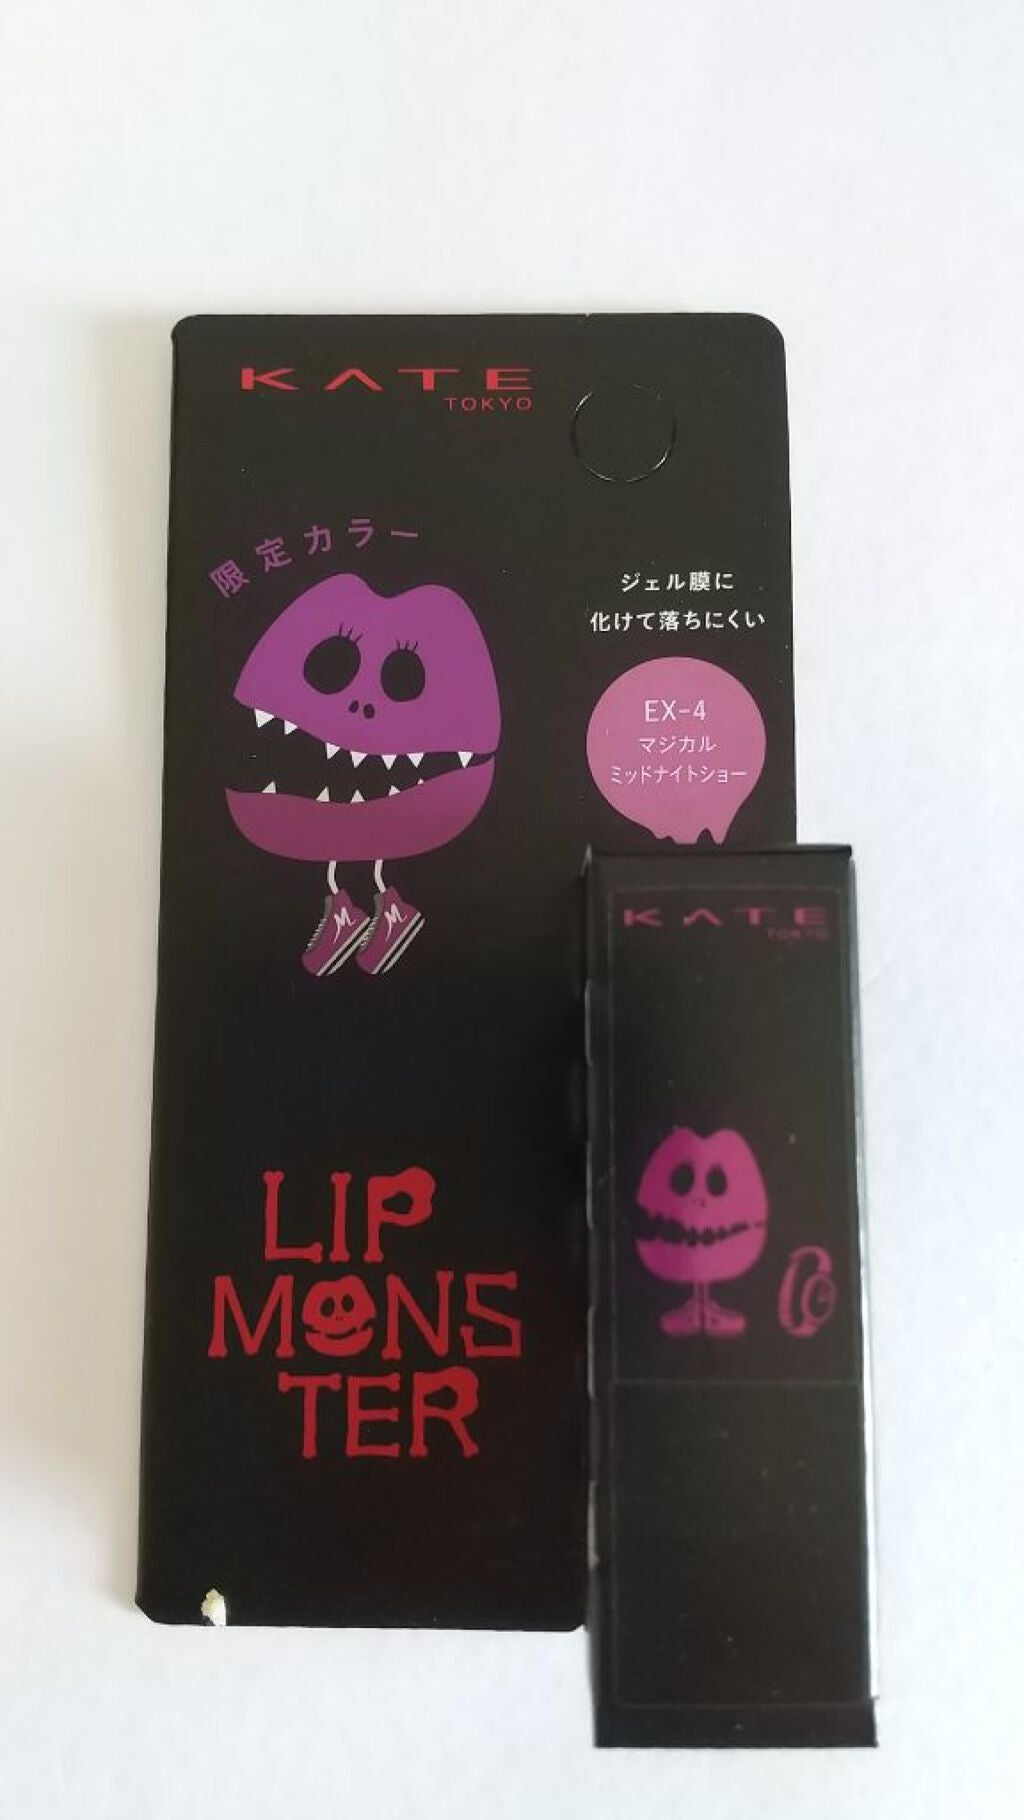 KATE
TOKYO
限定カラー
ジェル膜に
化けて落ちにくい
EX-4
マジカル
ミッドナイトショー
M M
KATE
TOKYO
LIP
MONS
TER